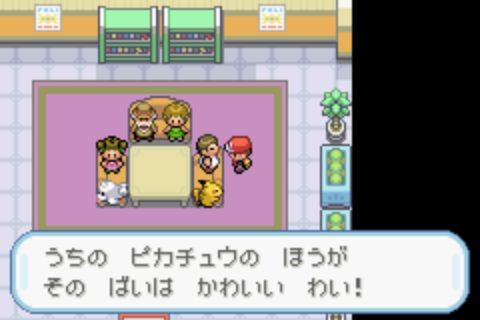 うちの　ピカチュウの　ほうが
その　ばいは　かわいい　わい！